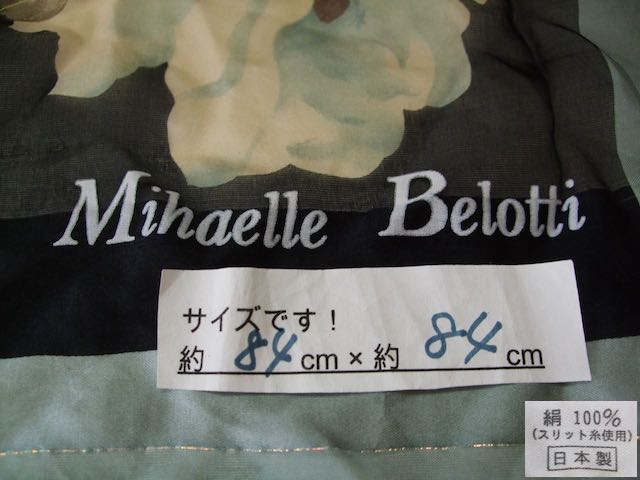 Mihaelle Belotti
サイズです！
約 84 cm × 約 84 cm
絹 100%
(スリット糸使用)
日本製